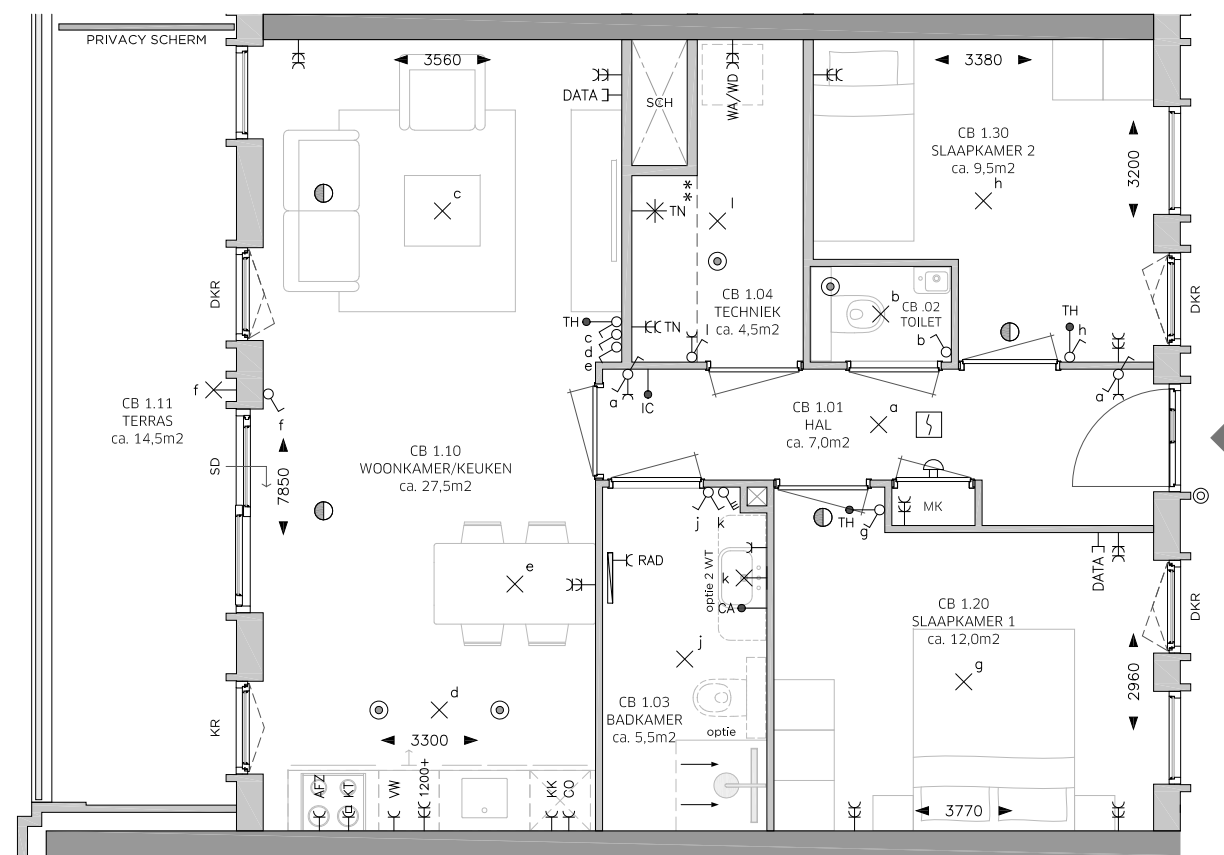 PRIVACY SCHERM
3560
DATA
SCH
WA/WD
3380
CB 1.30
SLAAPKAMER 2
ca. 9,5m2
h
3200
c
**
TN
l
DKR
CB 1.04
TECHNIEK
ca. 4,5m2
b
CB .02
TOILET
DKR
TH
c
d
e
TN
l
b
TH
h
f
a
IC
a
CB 1.11
TERRAS
ca. 14,5m2
f
CB 1.01
HAL
ca. 7,0m2
a
SD
7850
CB 1.10
WOONKAMER/KEUKEN
ca. 27,5m2
j
k
TH
g
MK
e
RAD
optie 2 WT
k
CA
DATA
DKR
CB 1.20
SLAAPKAMER 1
ca. 12,0m2
g
j
2960
KR
d
CB 1.03
BADKAMER
ca. 5,5m2
optie
3300
AFZ
KT
VW
1200+
KK
CO
3770